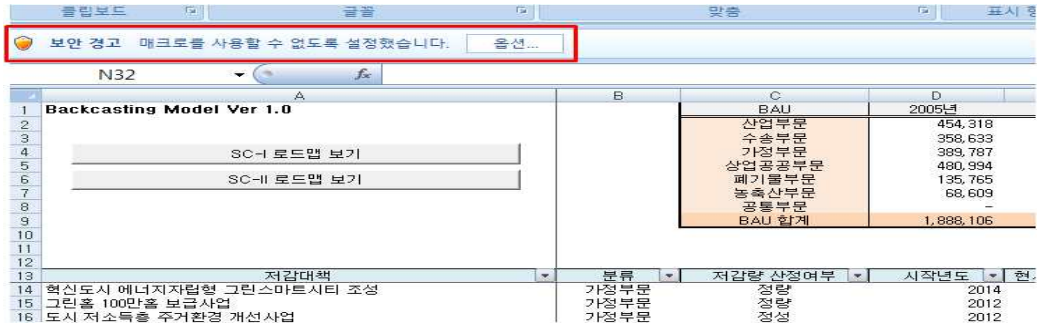 클립보드 글꼴 맞춤 표시 형
보안 경고 매크로를 사용할 수 없도록 설정했습니다. 옵션...
N32 fx
A B C D
1 Backcasting Model Ver 1.0 BAU 2005년
2 산업부문 454,318
3 수송부문 358,633
4 SC-I 로드맵 보기 가정부문 389,787
5 상업공공부문 480,994
6 SC-II 로드맵 보기 폐기물부문 135,765
7 농축산부문 68,609
8 공통부문 -
9 BAU 합계 1,888,106
10
11
12
13 저감대책 분류 저감량 산정여부 시작년도 현
14 혁신도시 에너지자립형 그린스마트시티 조성 가정부문 정량 2014
15 그린홈 100만홈 보급사업 가정부문 정량 2012
16 도시 저소득층 주거환경 개선사업 가정부문 정성 2012